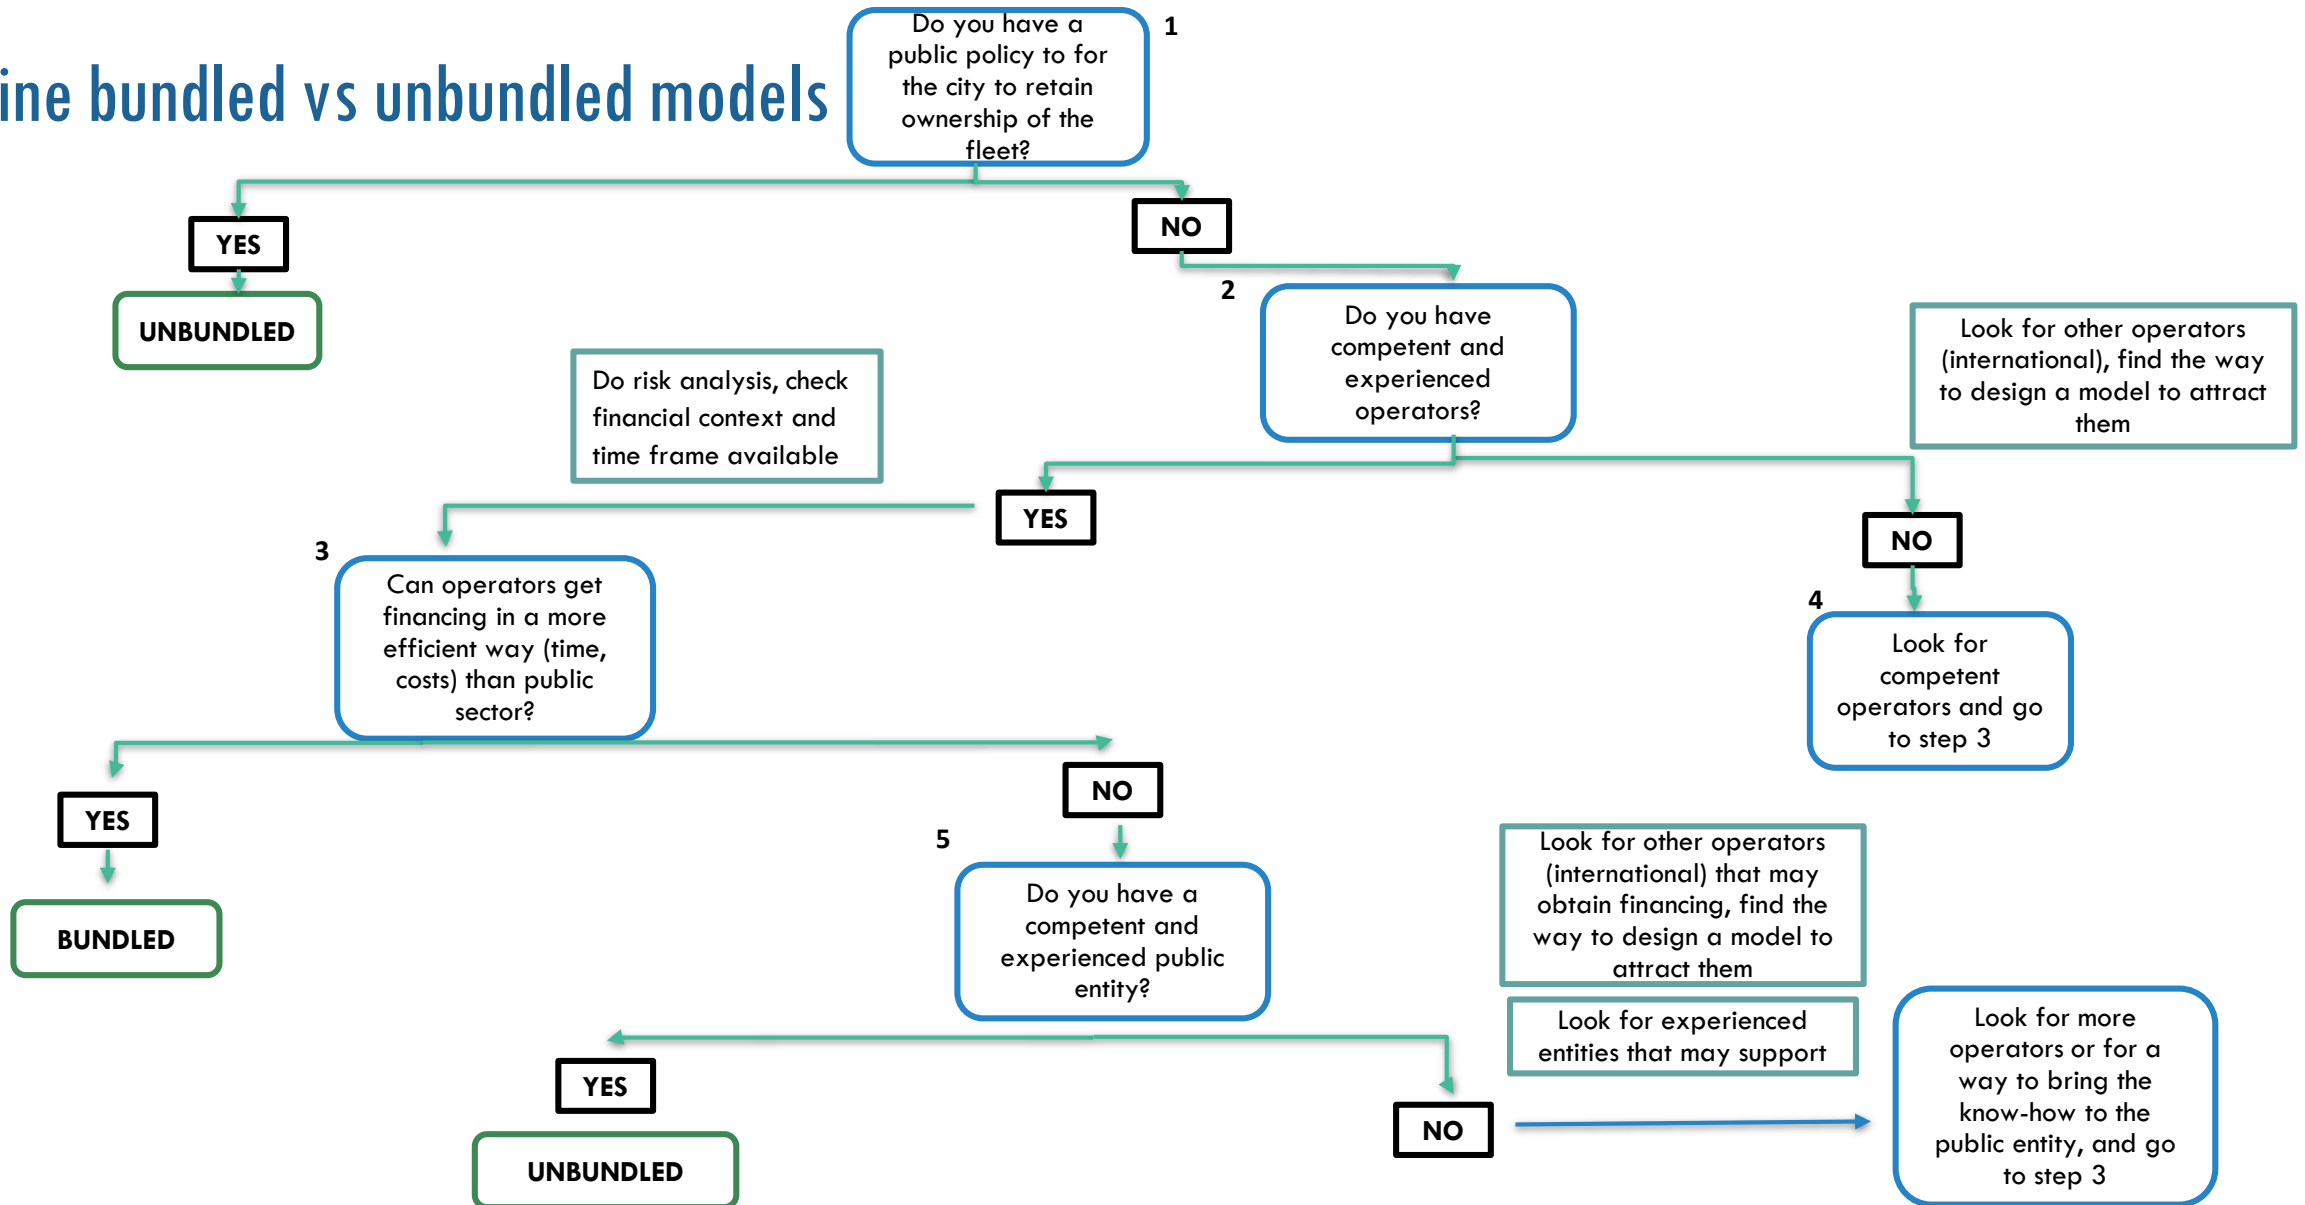 ine bundled vs unbundled models
Do you have a
public policy to for
the city to retain
ownership of the
fleet?
1
YES
NO
UNBUNDLED
2
Do you have
competent and
experienced
operators?
Look for other operators
(international), find the way
to design a model to attract
them
Do risk analysis, check
financial context and
time frame available
YES
NO
3
Can operators get
financing in a more
efficient way (time,
costs) than public
sector?
4
Look for
competent
operators and go
to step 3
YES
NO
BUNDLED
5
Do you have a
competent and
experienced public
entity?
Look for other operators
(international) that may
obtain financing, find the
way to design a model to
attract them
Look for experienced
entities that may support
YES
NO
UNBUNDLED
Look for more
operators or for a
way to bring the
know-how to the
public entity, and go
to step 3